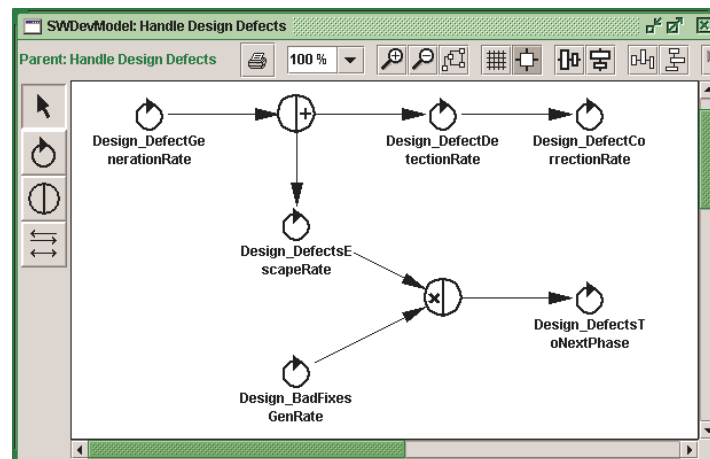 SWDevModel: Handle Design Defects
Parent: Handle Design Defects
100 %
Design_DefectGe
nerationRate
+
Design_DefectDe
tectionRate
Design_DefectCo
rrectionRate
Design_DefectsE
scapeRate
x
Design_DefectsT
oNextPhase
Design_BadFixes
GenRate